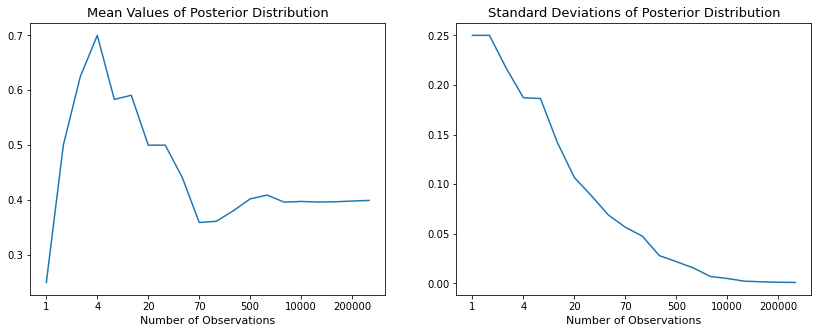 Mean Values of Posterior Distribution
0.7
0.6
0.5
0.4
0.3
1 4 20 70 500 10000 200000
Number of Observations
Standard Deviations of Posterior Distribution
0.25
0.20
0.15
0.10
0.05
0.00
1 4 20 70 500 10000 200000
Number of Observations